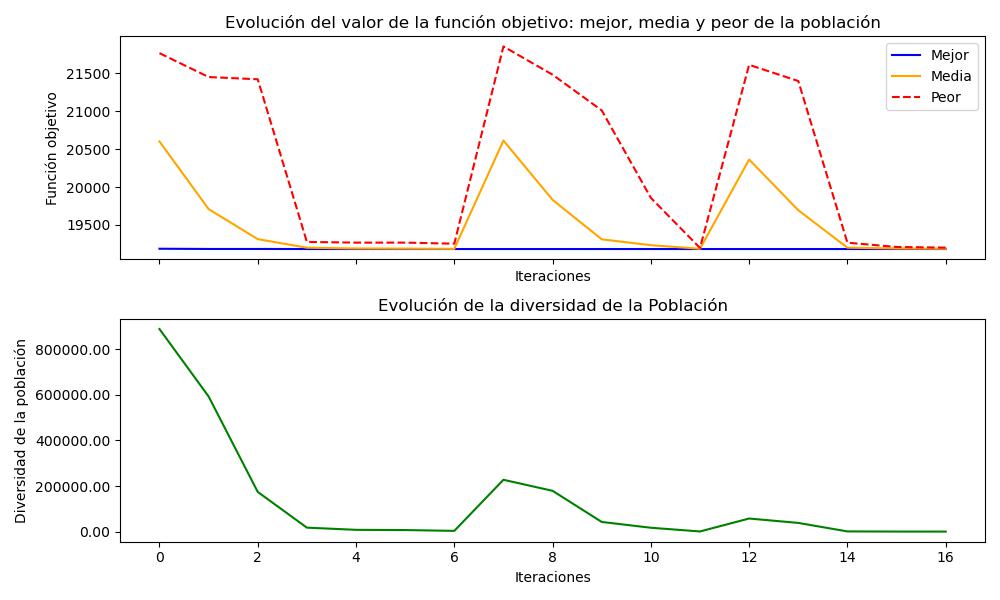 Evolución del valor de la función objetivo: mejor, media y peor de la población
Función objetivo
21500
21000
20500
20000
19500
Mejor
Media
Peor
Iteraciones
Evolución de la diversidad de la Población
Diversidad de la población
800000.00
600000.00
400000.00
200000.00
0.00
0 2 4 6 8 10 12 14 16
Iteraciones